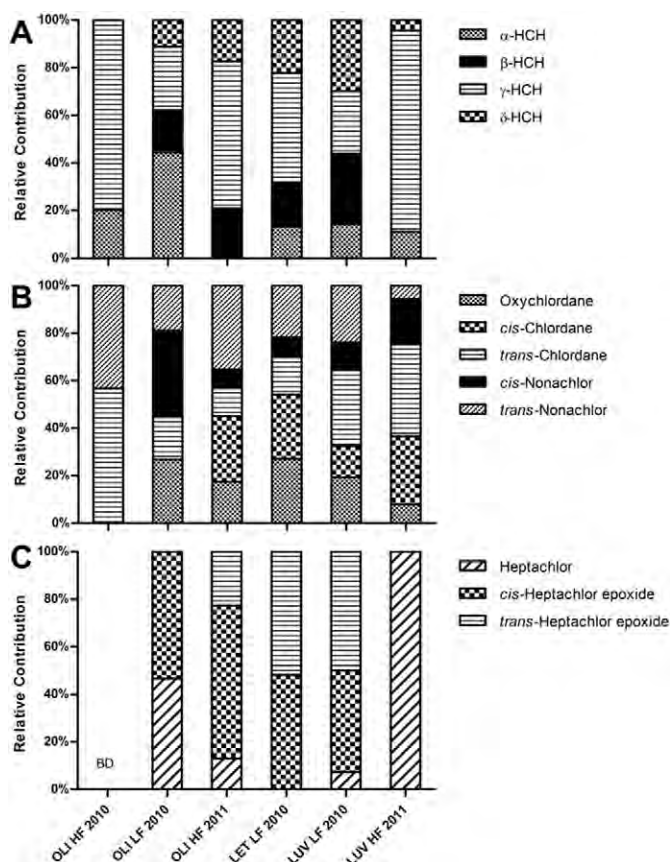 A
Relative Contribution
100%
80%
60%
40%
20%
0%
α-HCH
β-HCH
γ-HCH
δ-HCH
B
Relative Contribution
100%
80%
60%
40%
20%
0%
Oxychlordane
cis-Chlordane
trans-Chlordane
cis-Nonachlor
trans-Nonachlor
C
Relative Contribution
100%
80%
60%
40%
20%
0%
BD
Heptachlor
cis-Heptachlor epoxide
trans-Heptachlor epoxide
OLI HF 2010
OLI LF 2010
OLI HF 2011
LET LF 2010
LUV LF 2010
LUV HF 2011